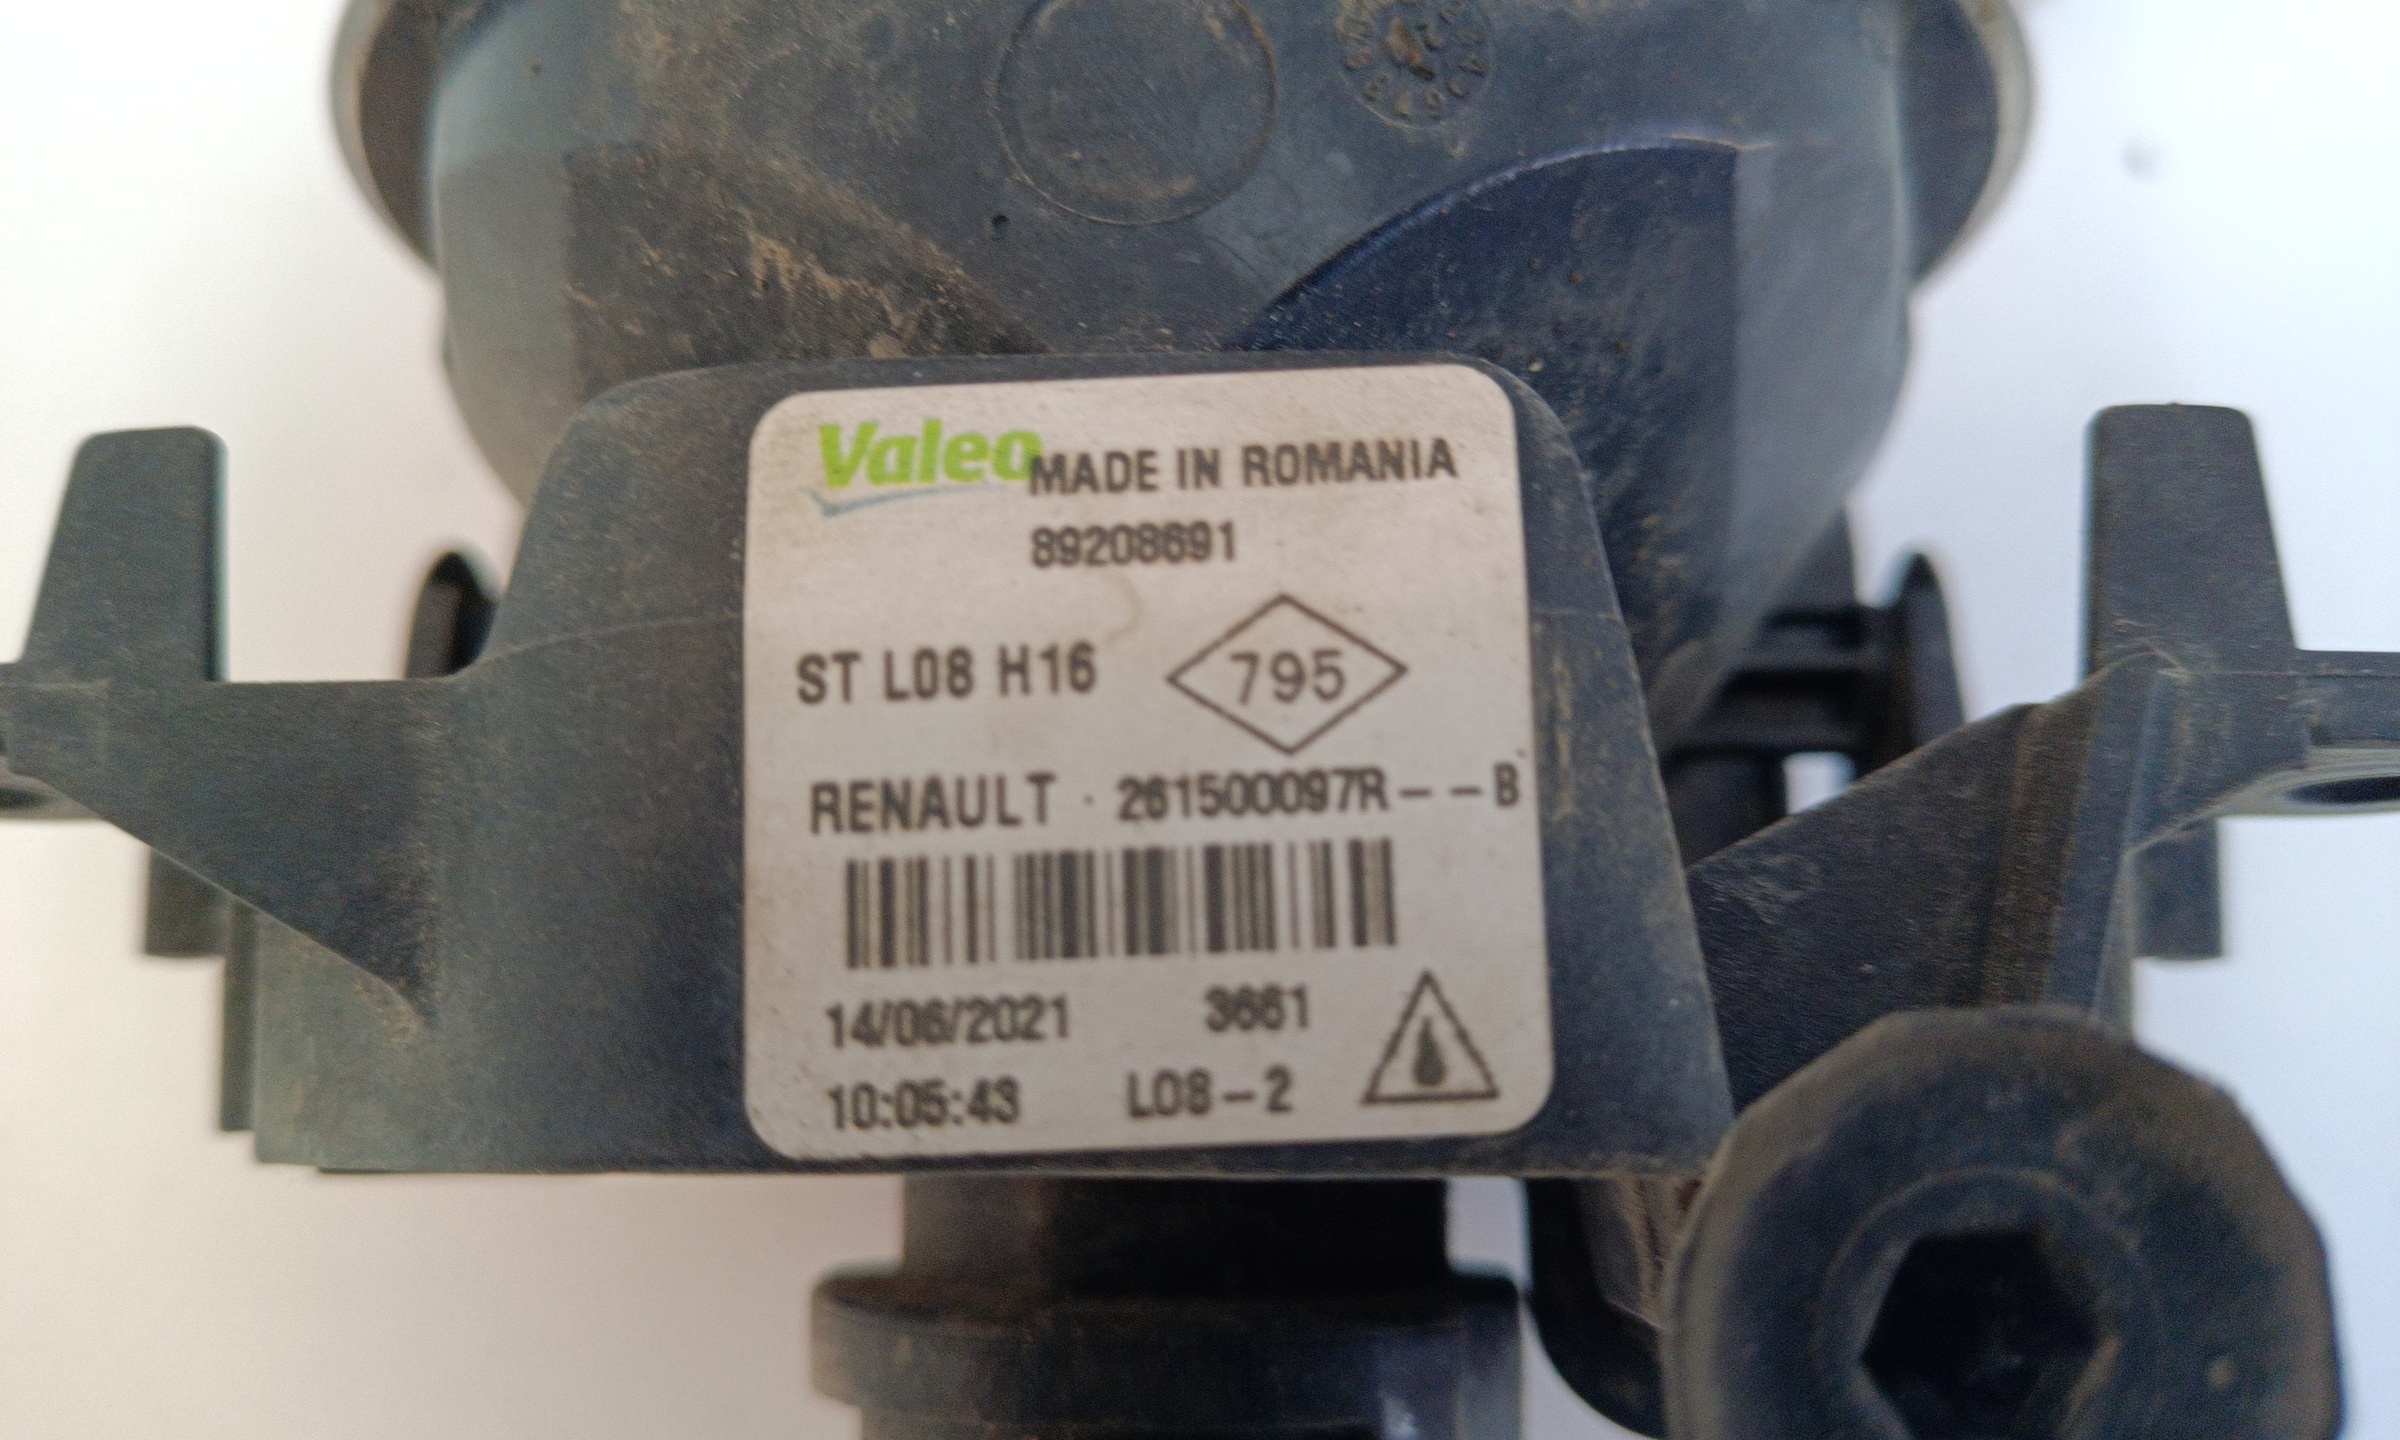 Valeo MADE IN ROMANIA
89208691
ST L08 H16 795
RENAULT · 261500097R--B
14/06/2021 3661
10:05:43 L08-2